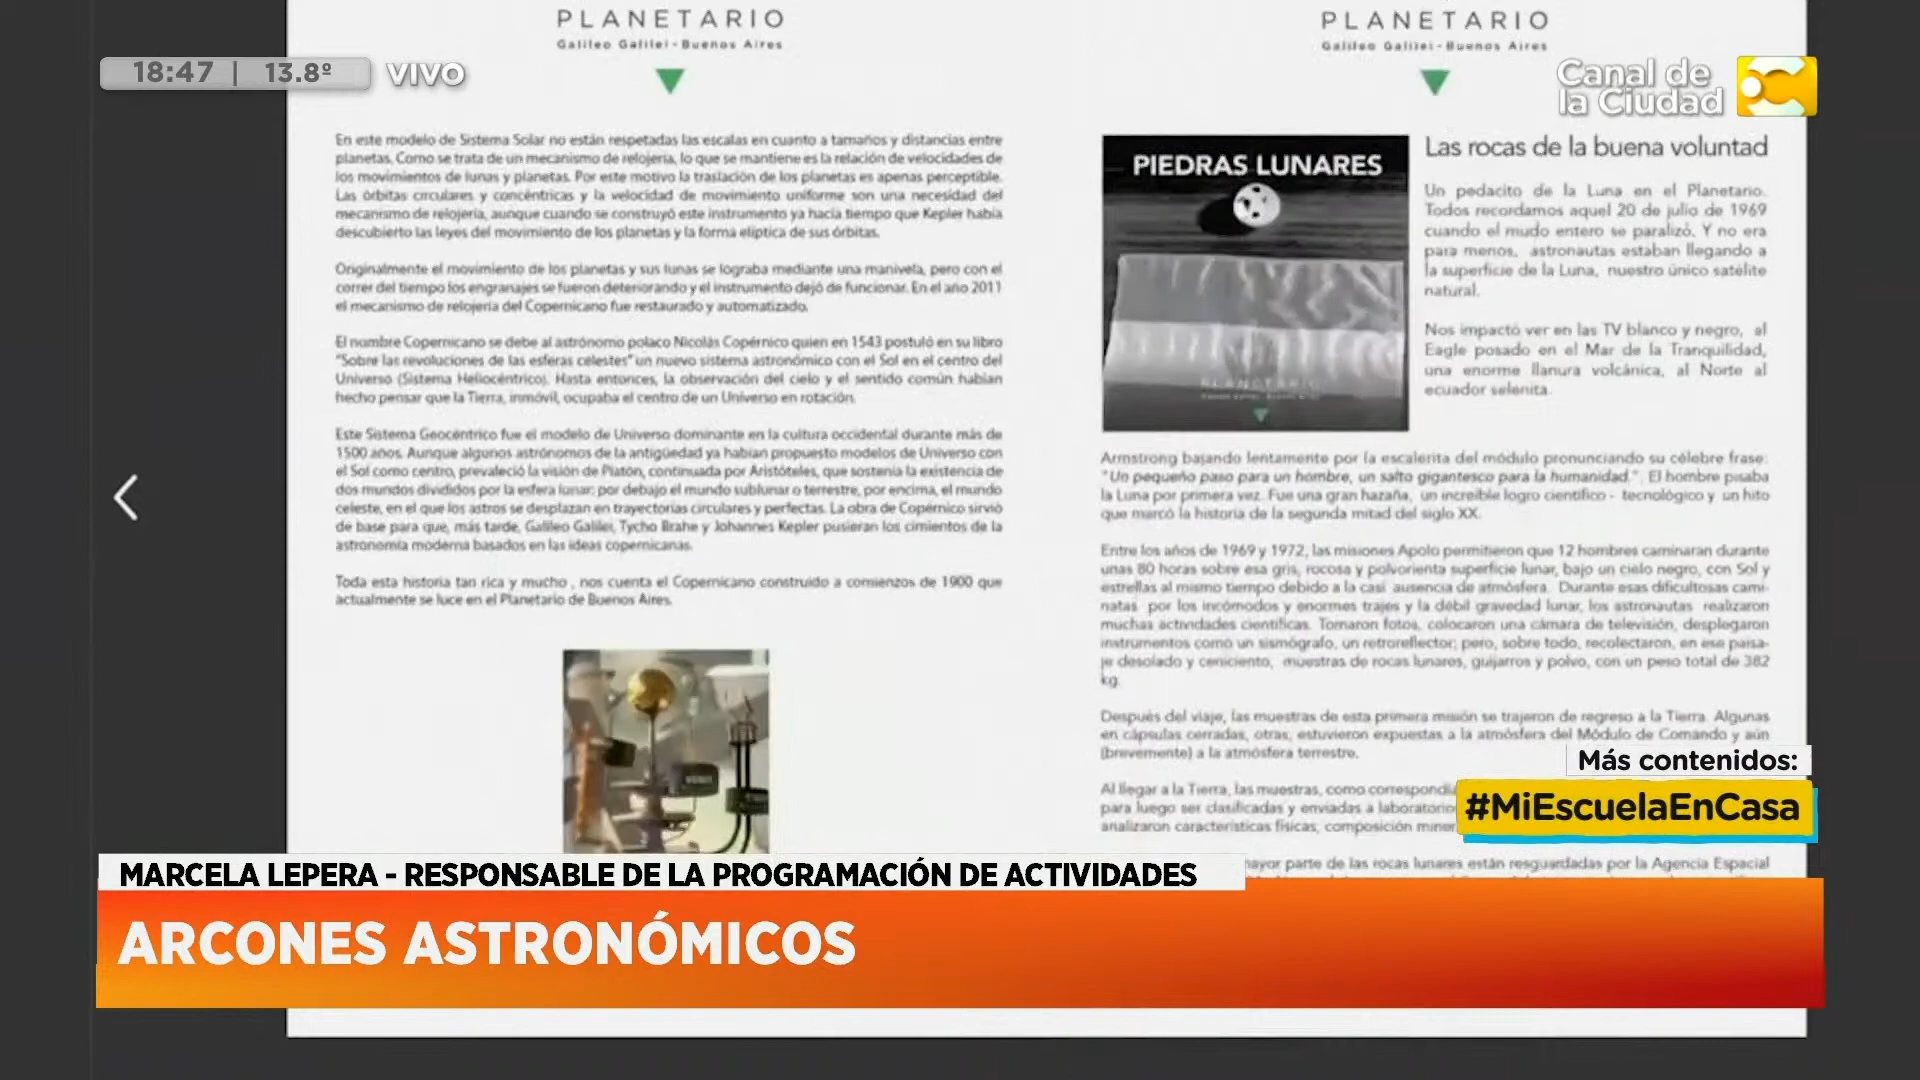 18:47 | 13.8º VIVO
Canal de
la Ciudad
PLANETARIO
Galileo Galilei - Buenos Aires
En este modelo de Sistema Solar no están respetadas las escalas en cuanto a tamaños y distancias entre
planetas. Como se trata de un mecanismo de relojería, lo que se mantiene es la relación de velocidades de
los movimientos de lunas y planetas. Por este motivo la traslación de los planetas es apenas perceptible.
Las órbitas circulares y concéntricas y la velocidad de movimiento uniforme son una necesidad del
mecanismo de relojería, aunque cuando se construyó este instrumento ya hacía tiempo que Kepler había
descubierto las leyes del movimiento de los planetas y la forma elíptica de sus órbitas.
Originalmente el movimiento de los planetas y sus lunas se lograba mediante una manivela, pero con el
correr del tiempo los engranajes se fueron deteriorando y el instrumento dejó de funcionar. En el año 2011
el mecanismo de relojería del Copernicano fue restaurado y automatizado.
El nombre Copernicano se debe al astrónomo polaco Nicolás Copérnico quien en 1543 postuló en su libro
"Sobre las revoluciones de las esferas celestes" un nuevo sistema astronómico con el Sol en el centro del
Universo (Sistema Heliocéntrico). Hasta entonces, la observación del cielo y el sentido común habían
hecho pensar que la Tierra, inmóvil, ocupaba el centro de un Universo en rotación.
Este Sistema Geocéntrico fue el modelo de Universo dominante en la cultura occidental durante más de
1500 años. Aunque algunos astrónomos de la antigüedad ya habían propuesto modelos de Universo con
el Sol como centro, prevaleció la visión de Platón, continuada por Aristóteles, que sostenía la existencia de
dos mundos divididos por la esfera lunar: por debajo el mundo sublunar o terrestre, por encima, el mundo
celeste, en el que los astros se desplazan en trayectorias circulares y perfectas. La obra de Copérnico sirvió
de base para que, más tarde, Galileo Galilei, Tycho Brahe y Johannes Kepler pusieran los cimientos de la
astronomía moderna basados en las ideas copernicanas.
Toda esta historia tan rica y mucho , nos cuenta el Copernicano construido a comienzos de 1900 que
actualmente se luce en el Planetario de Buenos Aires.
PLANETARIO
Galileo Galilei - Buenos Aires
PIEDRAS LUNARES
PLANETARIO
Las rocas de la buena voluntad
Un pedacito de la Luna en el Planetario.
Todos recordamos aquel 20 de julio de 1969
cuando el mudo entero se paralizó. Y no era
para menos, astronautas estaban llegando a
la superficie de la Luna, nuestro único satélite
natural.
Nos impactó ver en las TV blanco y negro, al
Eagle posado en el Mar de la Tranquilidad,
una enorme llanura volcánica, al Norte al
ecuador selenita.
Armstrong bajando lentamente por la escalerita del módulo pronunciando su célebre frase:
"Un pequeño paso para un hombre, un salto gigantesco para la humanidad.". El hombre pisaba
la Luna por primera vez. Fue una gran hazaña, un increíble logro científico - tecnológico y un hito
que marcó la historia de la segunda mitad del siglo XX.
Entre los años de 1969 y 1972, las misiones Apolo permitieron que 12 hombres caminaran durante
unas 80 horas sobre esa gris, rocosa y polvorienta superficie lunar, bajo un cielo negro, con Sol y
estrellas al mismo tiempo debido a la casi ausencia de atmósfera. Durante esas dificultosas cami-
natas por los incómodos y enormes trajes y la débil gravedad lunar, los astronautas realizaron
muchas actividades científicas. Tomaron fotos, colocaron una cámara de televisión, desplegaron
instrumentos como un sismógrafo, un retroreflector; pero, sobre todo, recolectaron, en ese paisa-
je desolado y ceniciento, muestras de rocas lunares, guijarros y polvo, con un peso total de 382
kg.
Después del viaje, las muestras de esta primera misión se trajeron de regreso a la Tierra. Algunas
en cápsulas cerradas, otras, estuvieron expuestas a la atmósfera del Módulo de Comando y aún
(brevemente) a la atmósfera terrestre.
Al llegar a la Tierra, las muestras, como correspondí
para luego ser clasificadas y enviadas a laboratorio
analizaron características físicas, composición miner
mayor parte de las rocas lunares están resguardadas por la Agencia Espacial
Más contenidos:
#MiEscuelaEnCasa
MARCELA LEPERA - RESPONSABLE DE LA PROGRAMACIÓN DE ACTIVIDADES
ARCONES ASTRONÓMICOS